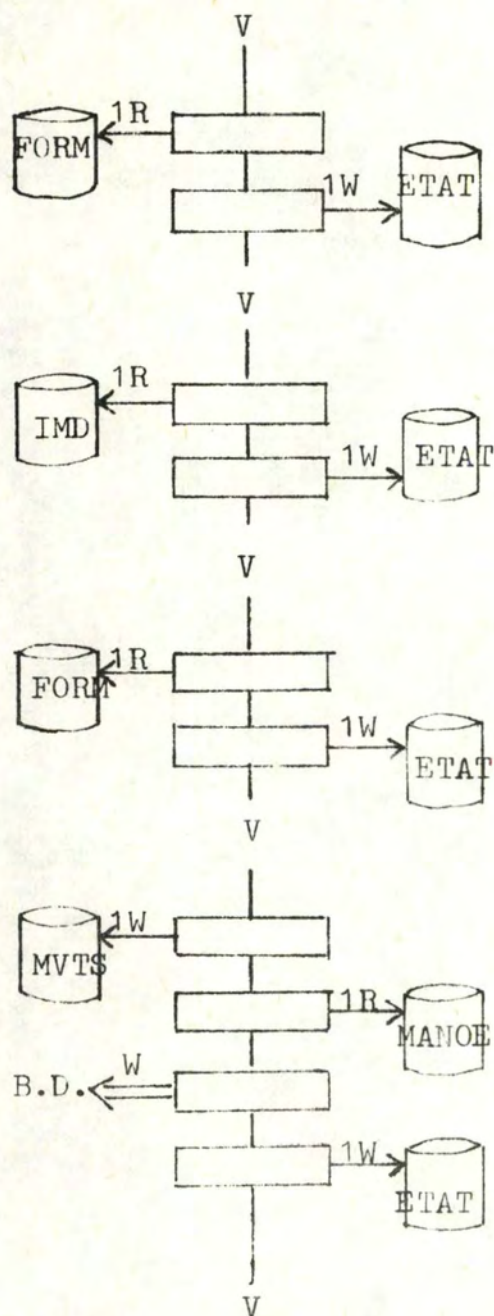 V
1R
FORM
1W ETAT
V
1R
IMD
1W ETAT
V
1R
FORM
1W
ETAT
V
1W
MVTS
1R
MANOE
W
B.D.
1W
ETAT
V